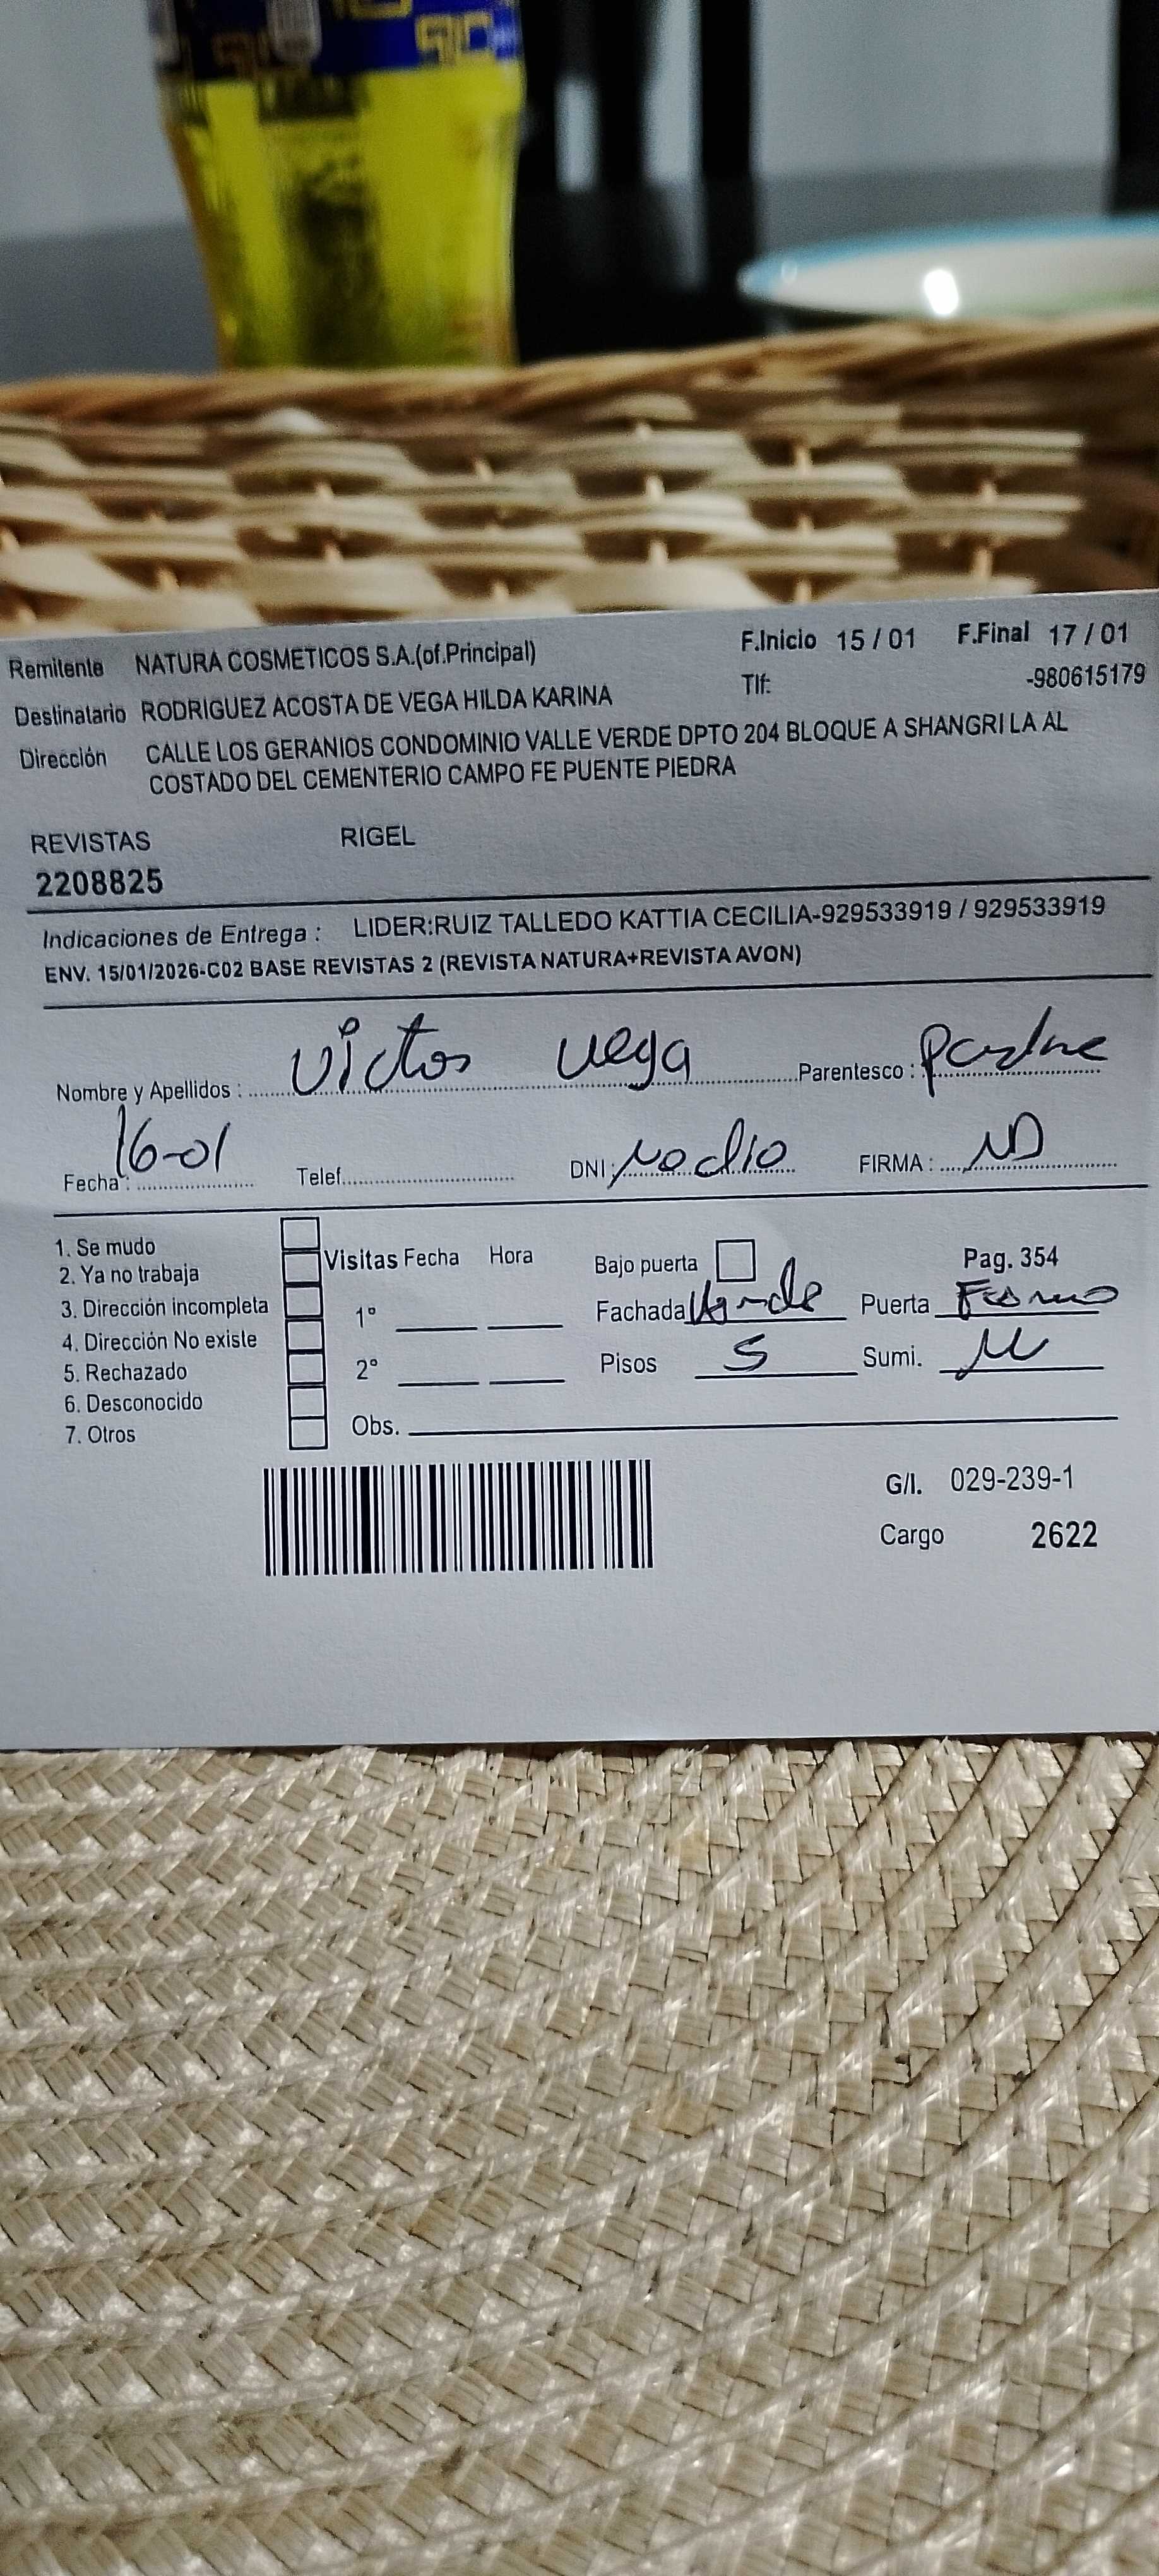 Remitente NATURA COSMETICOS S.A.(of.Principal) F.Inicio 15 / 01 F.Final 17 / 01
Destinatario RODRIGUEZ ACOSTA DE VEGA HILDA KARINA Tlf: -980615179
Dirección CALLE LOS GERANIOS CONDOMINIO VALLE VERDE DPTO 204 BLOQUE A SHANGRI LA AL
COSTADO DEL CEMENTERIO CAMPO FE PUENTE PIEDRA
REVISTAS RIGEL
2208825
Indicaciones de Entrega : LIDER:RUIZ TALLEDO KATTIA CECILIA-929533919 / 929533919
ENV. 15/01/2026-C02 BASE REVISTAS 2 (REVISTA NATURA+REVISTA AVON)
Nombre y Apellidos : Victor Vega Parentesco : Padre
Fecha : 16-01 Telef. DNI : No dio FIRMA :
1. Se mudo
2. Ya no trabaja Visitas Fecha Hora Bajo puerta Pag. 354
3. Dirección incompleta 1° Fachada Verde Puerta
4. Dirección No existe
5. Rechazado 2° Pisos 5 Sumi.
6. Desconocido
7. Otros Obs.
G/I. 029-239-1
Cargo 2622